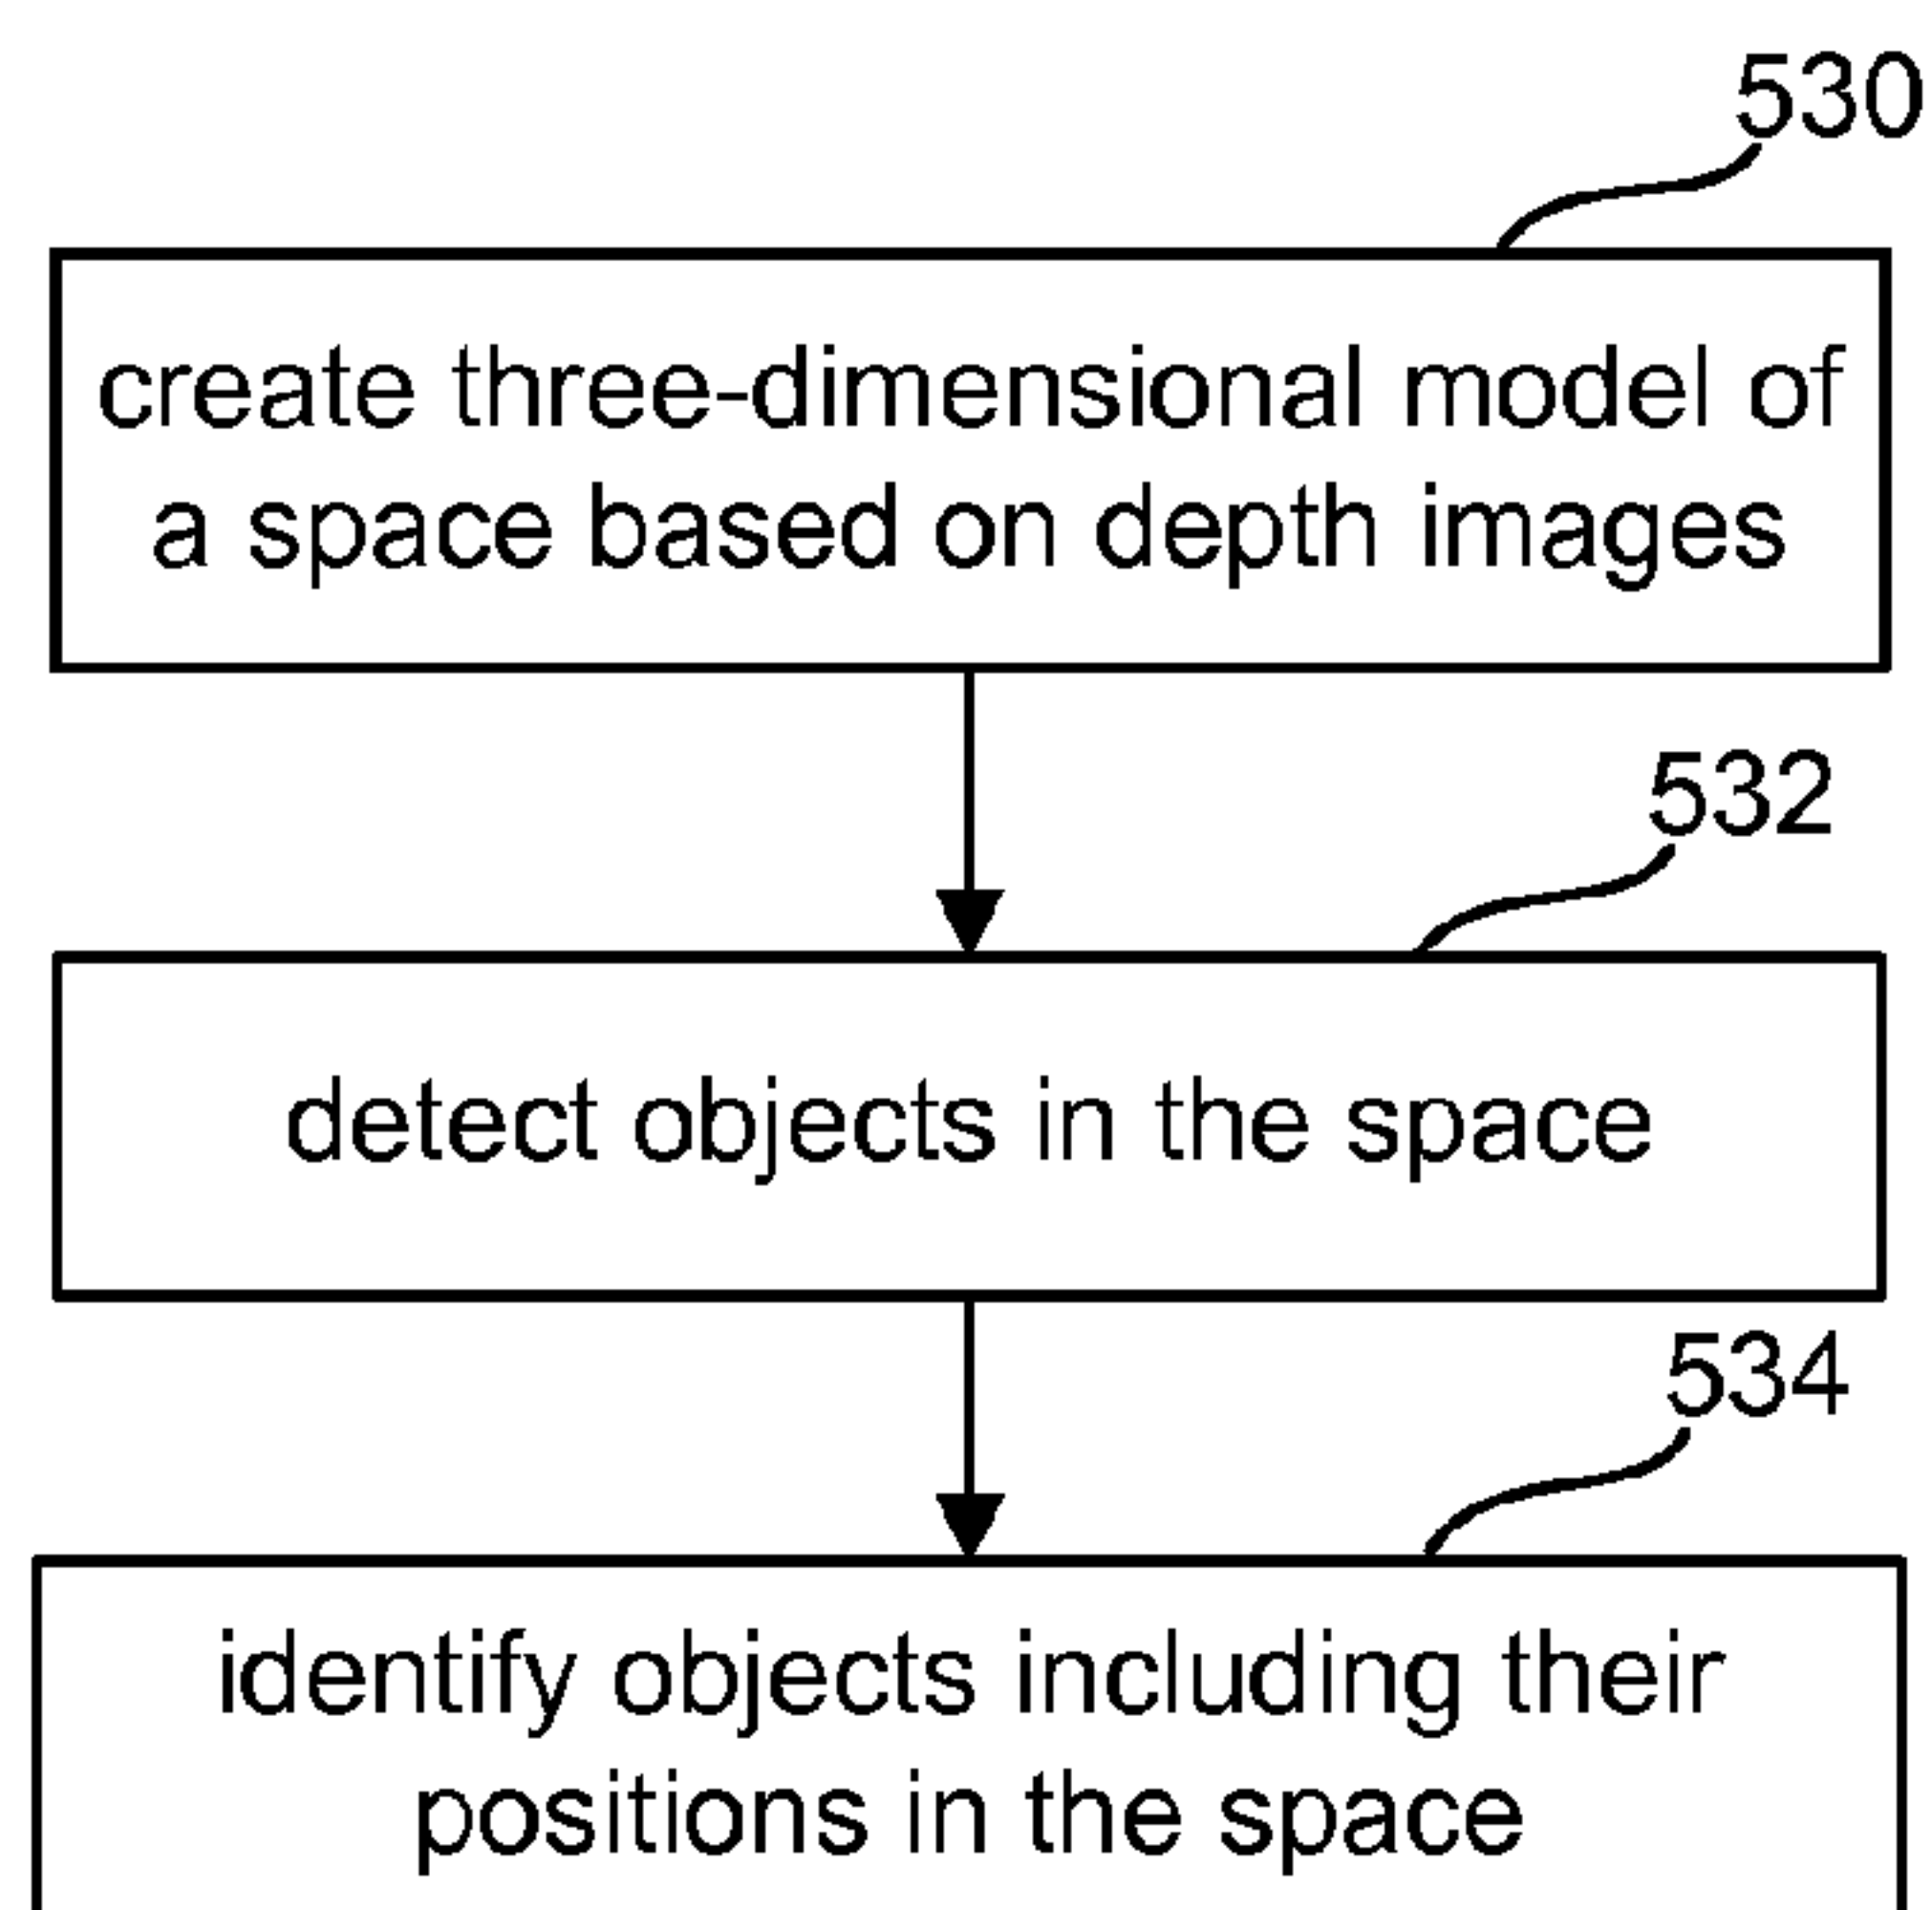 530
create three-dimensional model of
a space based on depth images
532
detect objects in the space
534
identify objects including their
positions in the space